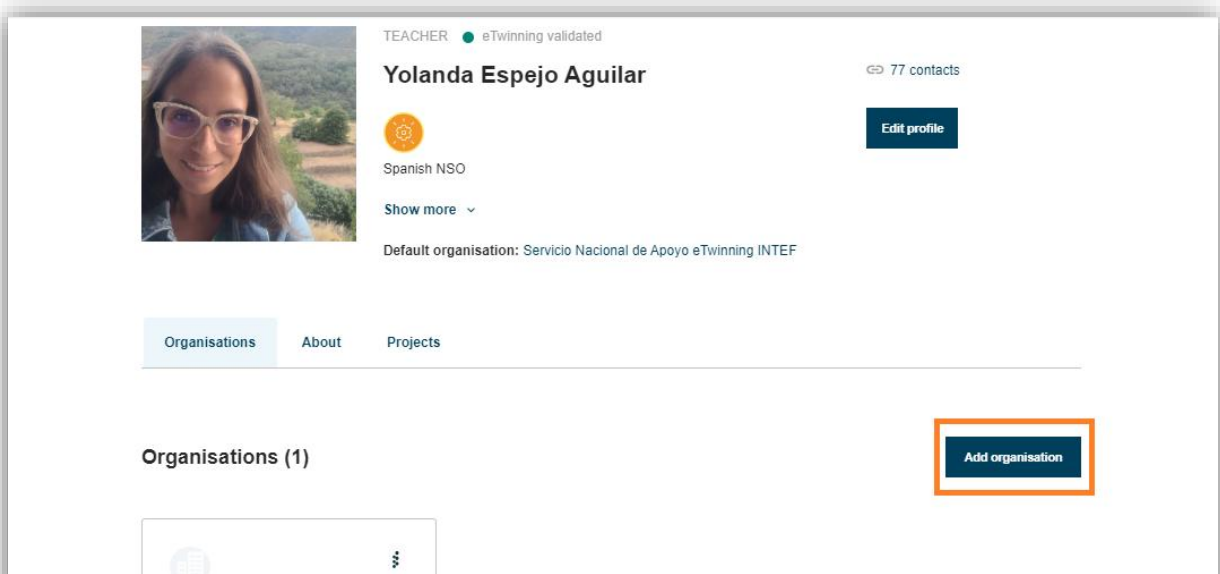 TEACHER eTwinning validated
Yolanda Espejo Aguilar
77 contacts
Edit profile
Spanish NSO
Show more
Default organisation: Servicio Nacional de Apoyo eTwinning INTEF
Organisations About Projects
Organisations (1)
Add organisation